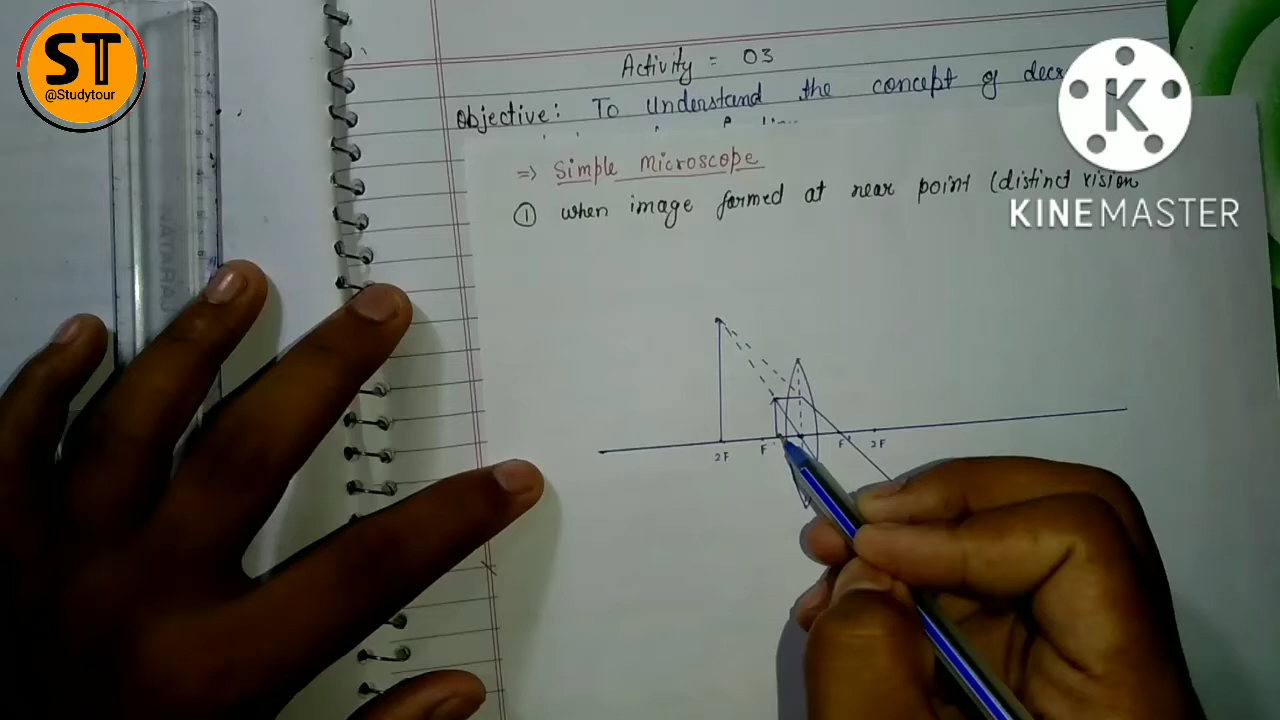 ST
@Studytour
K
KINEMASTER
NATARAJ
Activity = 03
Objective: To understand the concept of
⇒ Simple Microscope
① when image formed at near point (distinct vision
2F F F 2F